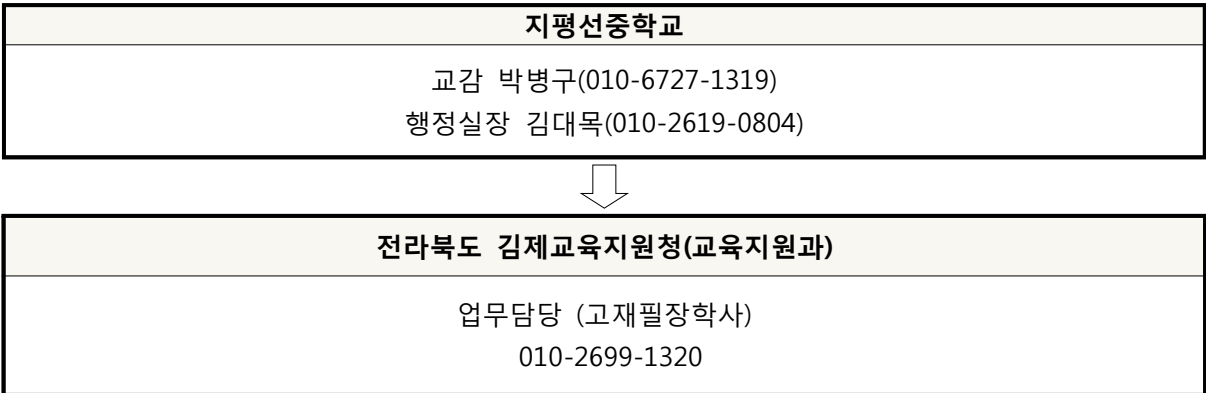 지평선중학교
교감 박병구(010-6727-1319)
행정실장 김대목(010-2619-0804)
전라북도 김제교육지원청(교육지원과)
업무담당 (고재필장학사)
010-2699-1320